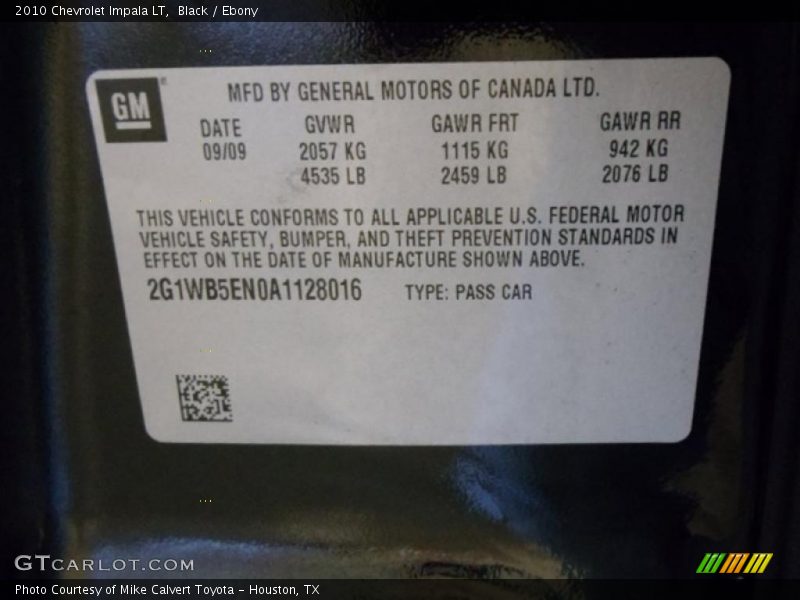 2010 Chevrolet Impala LT, Black / Ebony
GM
MFD BY GENERAL MOTORS OF CANADA LTD.
DATE GVWR GAWR FRT GAWR RR
09/09 2057 KG 1115 KG 942 KG
4535 LB 2459 LB 2076 LB
THIS VEHICLE CONFORMS TO ALL APPLICABLE U.S. FEDERAL MOTOR
VEHICLE SAFETY, BUMPER, AND THEFT PREVENTION STANDARDS IN
EFFECT ON THE DATE OF MANUFACTURE SHOWN ABOVE.
2G1WB5EN0A1128016 TYPE: PASS CAR
GTCARLOT.COM
Photo Courtesy of Mike Calvert Toyota - Houston, TX